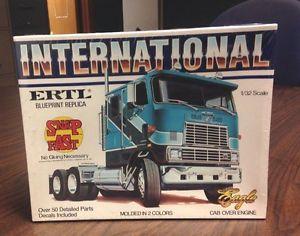 INTERNATIONAL
ERTL
BLUEPRINT REPLICA
1/32 Scale
SNAP
FAST
No Gluing Necessary
Over 50 Detailed Parts
Decals Included
MOLDED IN 2 COLORS
Eagle
CAB OVER ENGINE